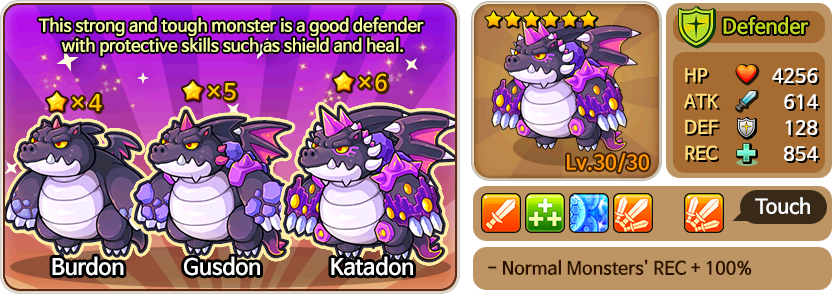 This strong and tough monster is a good defender
with protective skills such as shield and heal.
×4
×5
×6
Burdon
Gusdon
Katadon
Lv.30/30
Defender
HP 4256
ATK 614
DEF 128
REC 854
Touch
- Normal Monsters' REC + 100%